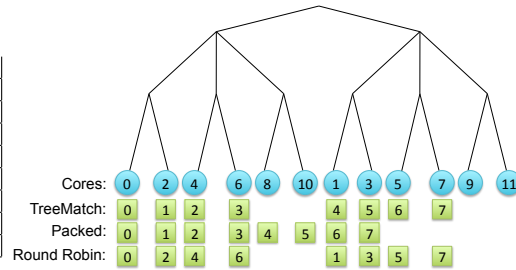 Cores: 0 2 4 6 8 10 1 3 5 7 9 11
TreeMatch: 0 1 2 3 4 5 6 7
Packed: 0 1 2 3 4 5 6 7
Round Robin: 0 2 4 6 1 3 5 7